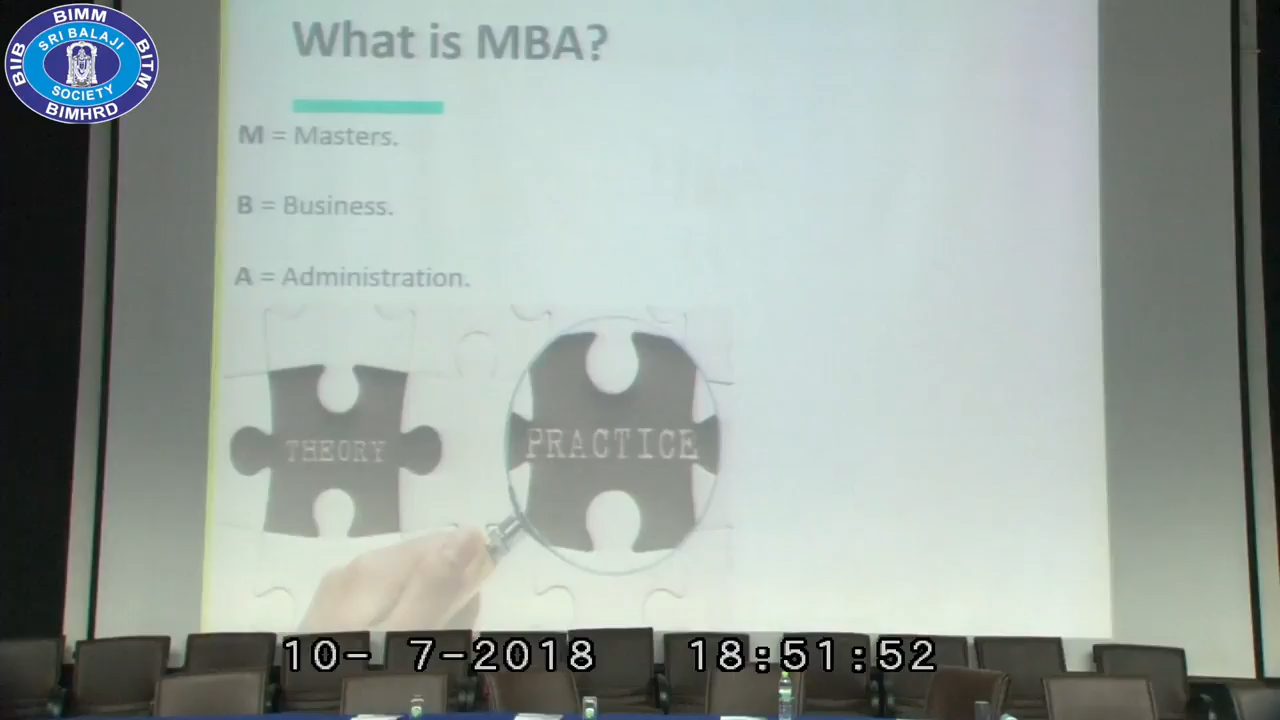 BIMM
SRI BALAJI
BIIB
BITM
SOCIETY
BIMHRD
What is MBA?
M = Masters.
B = Business.
A = Administration.
THEORY
PRACTICE
10- 7-2018 18:51:52